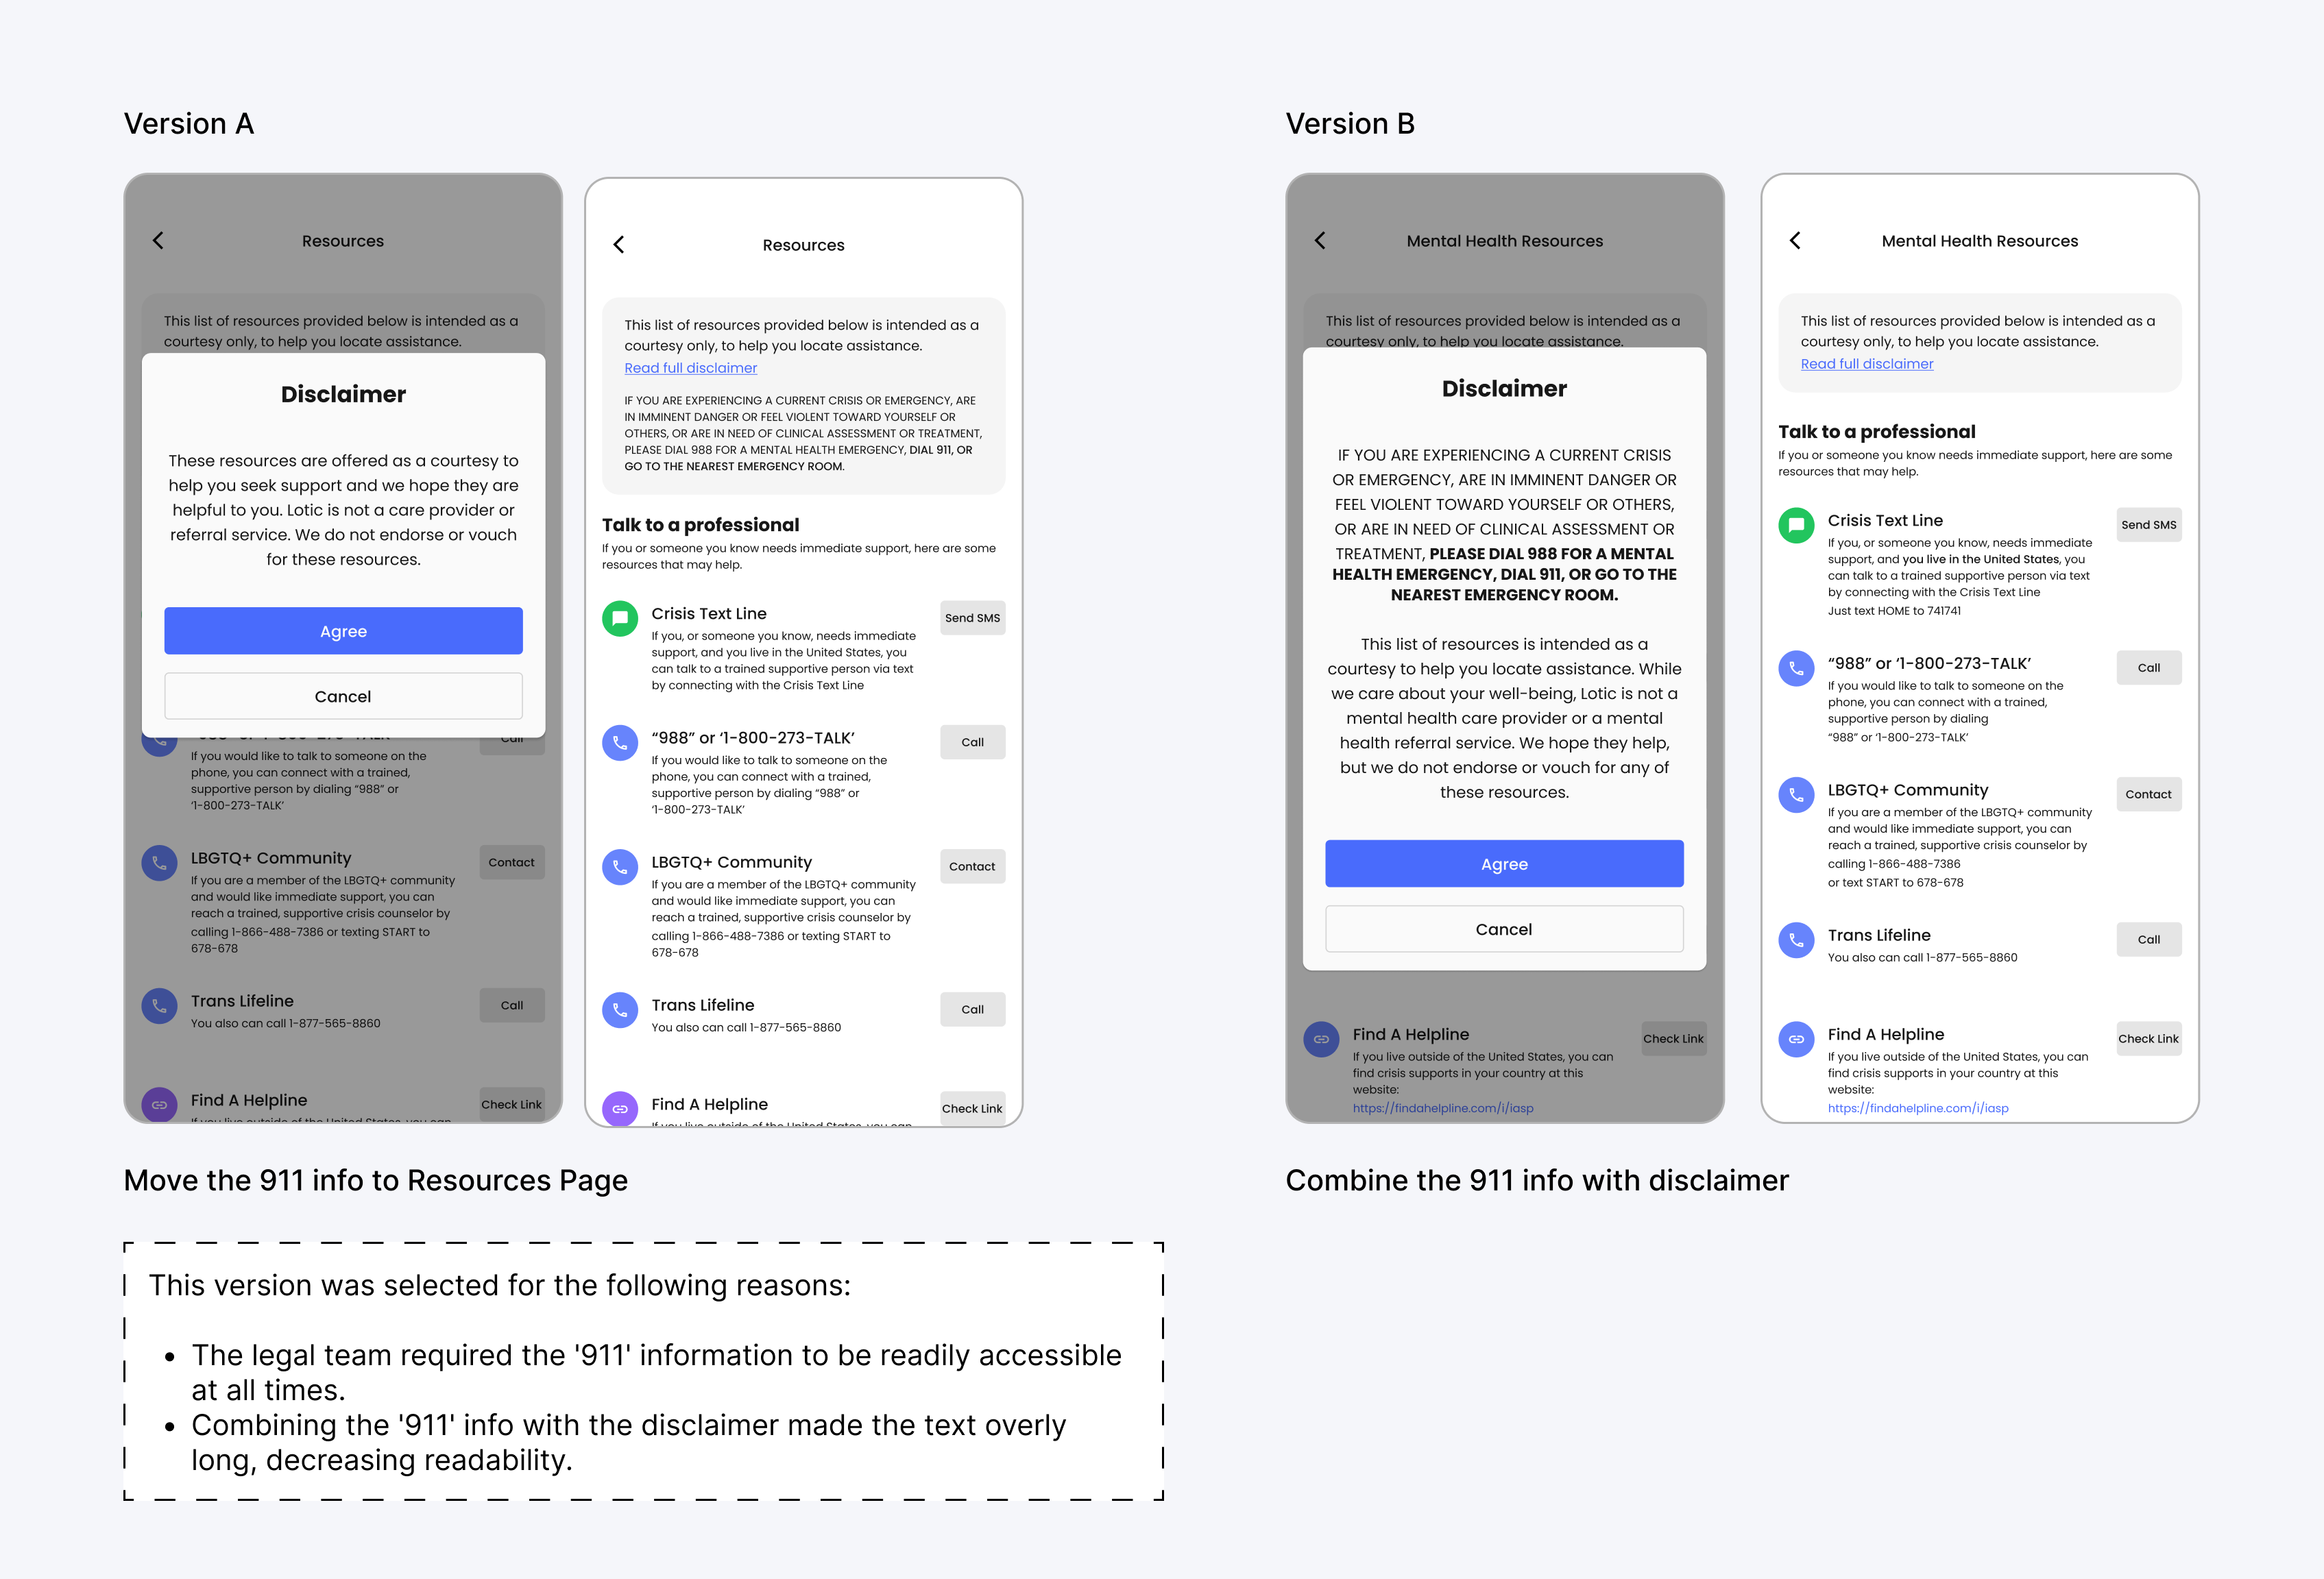 Version A
Resources
This list of resources provided below is intended as a
courtesy only, to help you locate assistance.
Disclaimer
These resources are offered as a courtesy to
help you seek support and we hope they are
helpful to you. Lotic is not a care provider or
referral service. We do not endorse or vouch
for these resources.
Agree
Cancel
“988” or ‘1-800-273-TALK’
Call
If you would like to talk to someone on the
phone, you can connect with a trained,
supportive person by dialing “988” or
‘1-800-273-TALK’
LBGTQ+ Community
Contact
If you are a member of the LBGTQ+ community
and would like immediate support, you can
reach a trained, supportive crisis counselor by
calling 1-866-488-7386 or texting START to
678-678
Trans Lifeline
Call
You also can call 1-877-565-8860
Find A Helpline
Check Link
If you live outside of the United States, you can
Resources
This list of resources provided below is intended as a
courtesy only, to help you locate assistance.
Read full disclaimer
IF YOU ARE EXPERIENCING A CURRENT CRISIS OR EMERGENCY, ARE
IN IMMINENT DANGER OR FEEL VIOLENT TOWARD YOURSELF OR
OTHERS, OR ARE IN NEED OF CLINICAL ASSESSMENT OR TREATMENT,
PLEASE DIAL 988 FOR A MENTAL HEALTH EMERGENCY, DIAL 911, OR
GO TO THE NEAREST EMERGENCY ROOM.
Talk to a professional
If you or someone you know needs immediate support, here are some
resources that may help.
Crisis Text Line
Send SMS
If you, or someone you know, needs immediate
support, and you live in the United States, you
can talk to a trained supportive person via text
by connecting with the Crisis Text Line
“988” or ‘1-800-273-TALK’
Call
If you would like to talk to someone on the
phone, you can connect with a trained,
supportive person by dialing “988” or
‘1-800-273-TALK’
LBGTQ+ Community
Contact
If you are a member of the LBGTQ+ community
and would like immediate support, you can
reach a trained, supportive crisis counselor by
calling 1-866-488-7386 or texting START to
678-678
Trans Lifeline
Call
You also can call 1-877-565-8860
Find A Helpline
Check Link
If you live outside of the United States, you can
Move the 911 info to Resources Page
This version was selected for the following reasons:
• The legal team required the '911' information to be readily accessible
at all times.
• Combining the '911' info with the disclaimer made the text overly
long, decreasing readability.
Version B
Mental Health Resources
This list of resources provided below is intended as a
courtesy only, to help you locate assistance.
Disclaimer
IF YOU ARE EXPERIENCING A CURRENT CRISIS
OR EMERGENCY, ARE IN IMMINENT DANGER OR
FEEL VIOLENT TOWARD YOURSELF OR OTHERS,
OR ARE IN NEED OF CLINICAL ASSESSMENT OR
TREATMENT, PLEASE DIAL 988 FOR A MENTAL
HEALTH EMERGENCY, DIAL 911, OR GO TO THE
NEAREST EMERGENCY ROOM.
This list of resources is intended as a
courtesy to help you locate assistance. While
we care about your well-being, Lotic is not a
mental health care provider or a mental
health referral service. We hope they help,
but we do not endorse or vouch for any of
these resources.
Agree
Cancel
Find A Helpline
Check Link
If you live outside of the United States, you can
find crisis supports in your country at this
website:
https://findahelpline.com/i/iasp
Mental Health Resources
This list of resources provided below is intended as a
courtesy only, to help you locate assistance.
Read full disclaimer
Talk to a professional
If you or someone you know needs immediate support, here are some
resources that may help.
Crisis Text Line
Send SMS
If you, or someone you know, needs immediate
support, and you live in the United States, you
can talk to a trained supportive person via text
by connecting with the Crisis Text Line
Just text HOME to 741741
“988” or ‘1-800-273-TALK’
Call
If you would like to talk to someone on the
phone, you can connect with a trained,
supportive person by dialing
“988” or ‘1-800-273-TALK’
LBGTQ+ Community
Contact
If you are a member of the LBGTQ+ community
and would like immediate support, you can
reach a trained, supportive crisis counselor by
calling 1-866-488-7386
or text START to 678-678
Trans Lifeline
Call
You also can call 1-877-565-8860
Find A Helpline
Check Link
If you live outside of the United States, you can
find crisis supports in your country at this
website:
https://findahelpline.com/i/iasp
Combine the 911 info with disclaimer